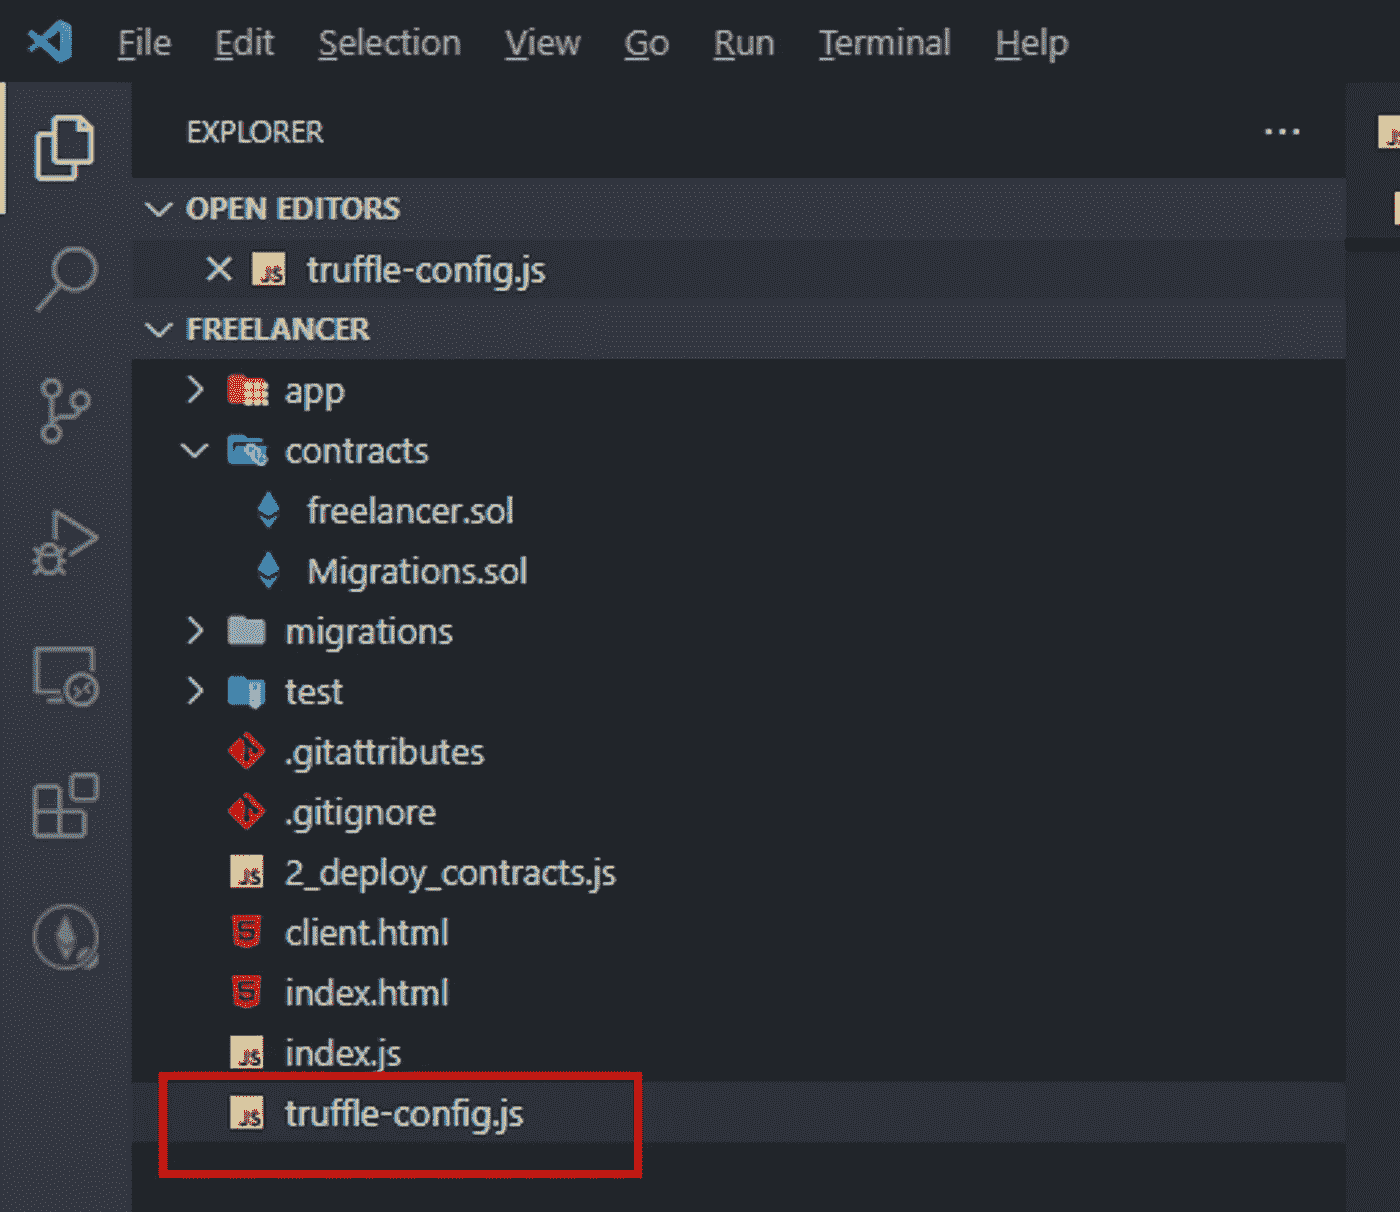 File Edit Selection View Go Run Terminal Help
EXPLORER
OPEN EDITORS
truffle-config.js
FREELANCER
app
contracts
freelancer.sol
Migrations.sol
migrations
test
.gitattributes
.gitignore
2_deploy_contracts.js
client.html
index.html
index.js
truffle-config.js